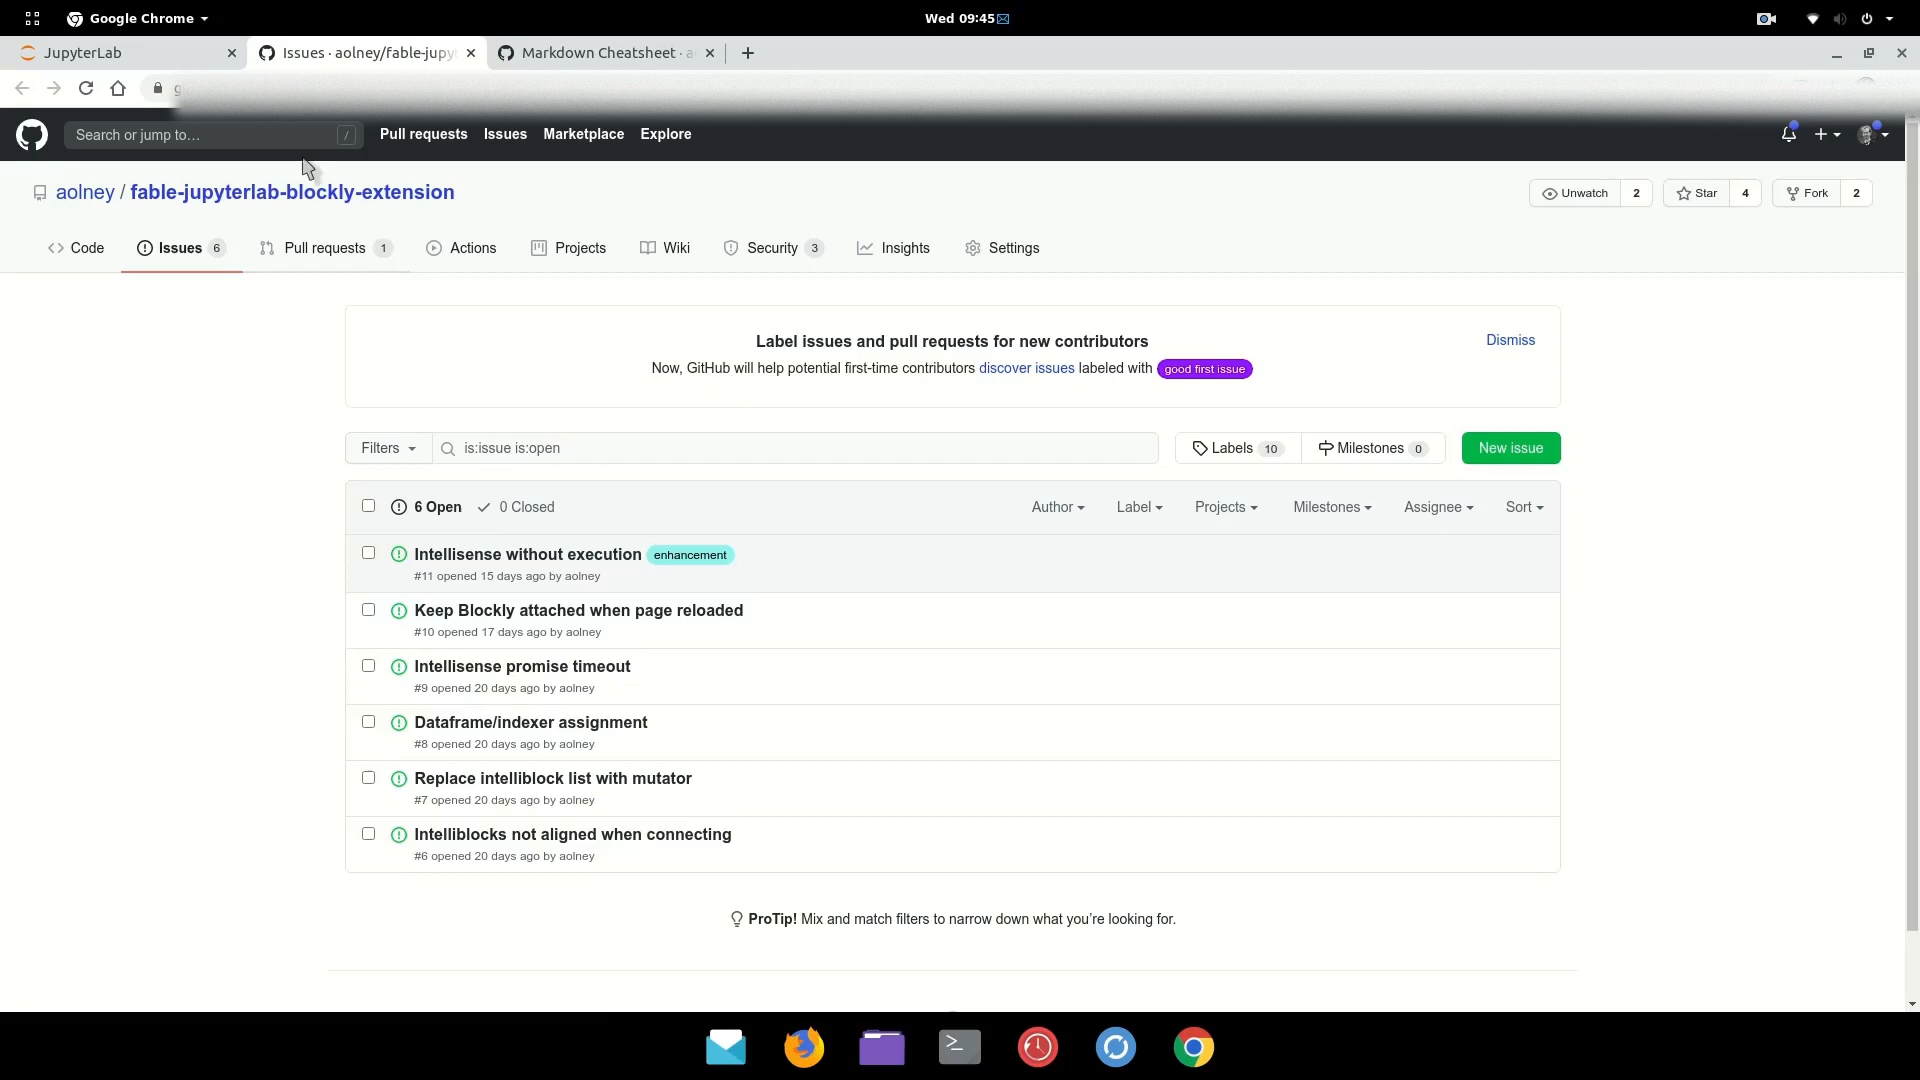 Google Chrome
Wed 09:45
JupyterLab
Issues · aolney/fable-jupy
Markdown Cheatsheet ·
Search or jump to…
/
Pull requests
Issues
Marketplace
Explore
aolney / fable-jupyterlab-blockly-extension
Unwatch 2
Star 4
Fork 2
Code
Issues 6
Pull requests 1
Actions
Projects
Wiki
Security 3
Insights
Settings
Label issues and pull requests for new contributors
Dismiss
Now, GitHub will help potential first-time contributors discover issues labeled with good first issue
Filters
is:issue is:open
Labels 10
Milestones 0
New issue
6 Open
0 Closed
Author
Label
Projects
Milestones
Assignee
Sort
Intellisense without execution enhancement
#11 opened 15 days ago by aolney
Keep Blockly attached when page reloaded
#10 opened 17 days ago by aolney
Intellisense promise timeout
#9 opened 20 days ago by aolney
Dataframe/indexer assignment
#8 opened 20 days ago by aolney
Replace intelliblock list with mutator
#7 opened 20 days ago by aolney
Intelliblocks not aligned when connecting
#6 opened 20 days ago by aolney
ProTip! Mix and match filters to narrow down what you're looking for.